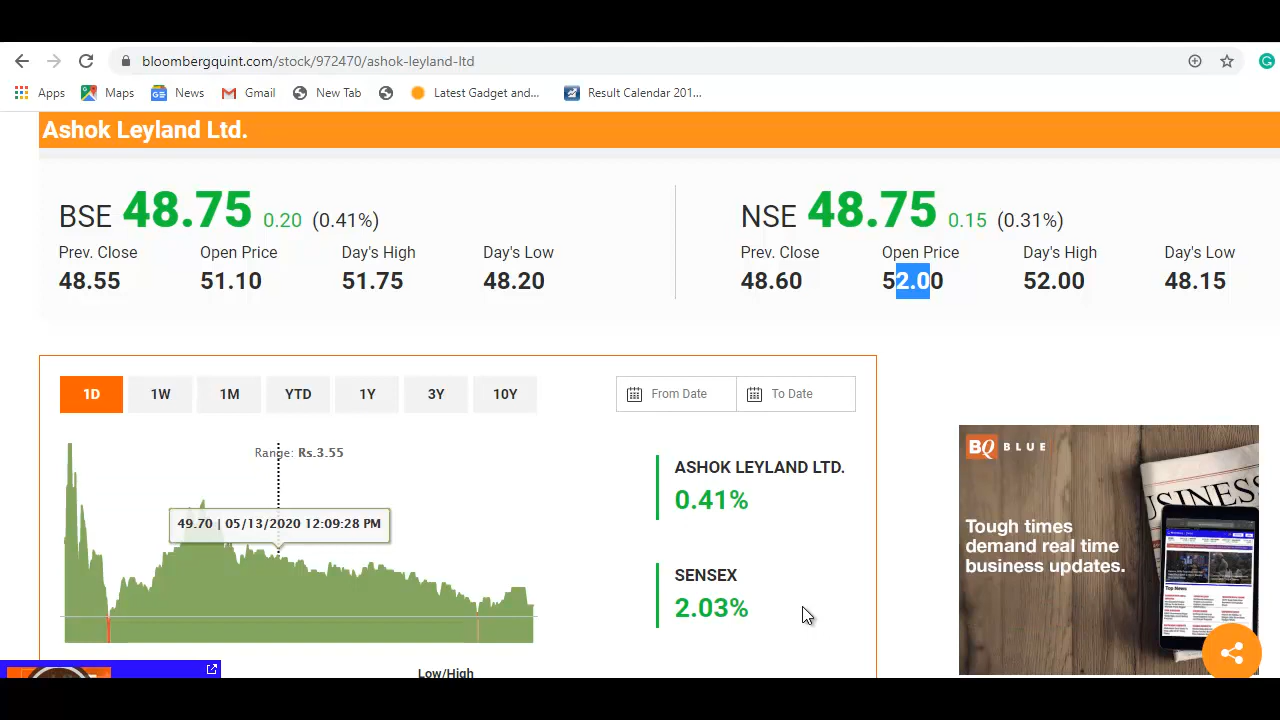 bloombergquint.com/stock/972470/ashok-leyland-ltd
Apps Maps News Gmail New Tab Latest Gadget and... Result Calendar 201...
Ashok Leyland Ltd.
BSE 48.75 0.20 (0.41%)
Prev. Close Open Price Day's High Day's Low
48.55 51.10 51.75 48.20
NSE 48.75 0.15 (0.31%)
Prev. Close Open Price Day's High Day's Low
48.60 52.00 52.00 48.15
1D 1W 1M YTD 1Y 3Y 10Y
From Date To Date
Range: Rs.3.55
49.70 | 05/13/2020 12:09:28 PM
ASHOK LEYLAND LTD.
0.41%
SENSEX
2.03%
Low/High
BQ BLUE
Tough times
demand real time
business updates.